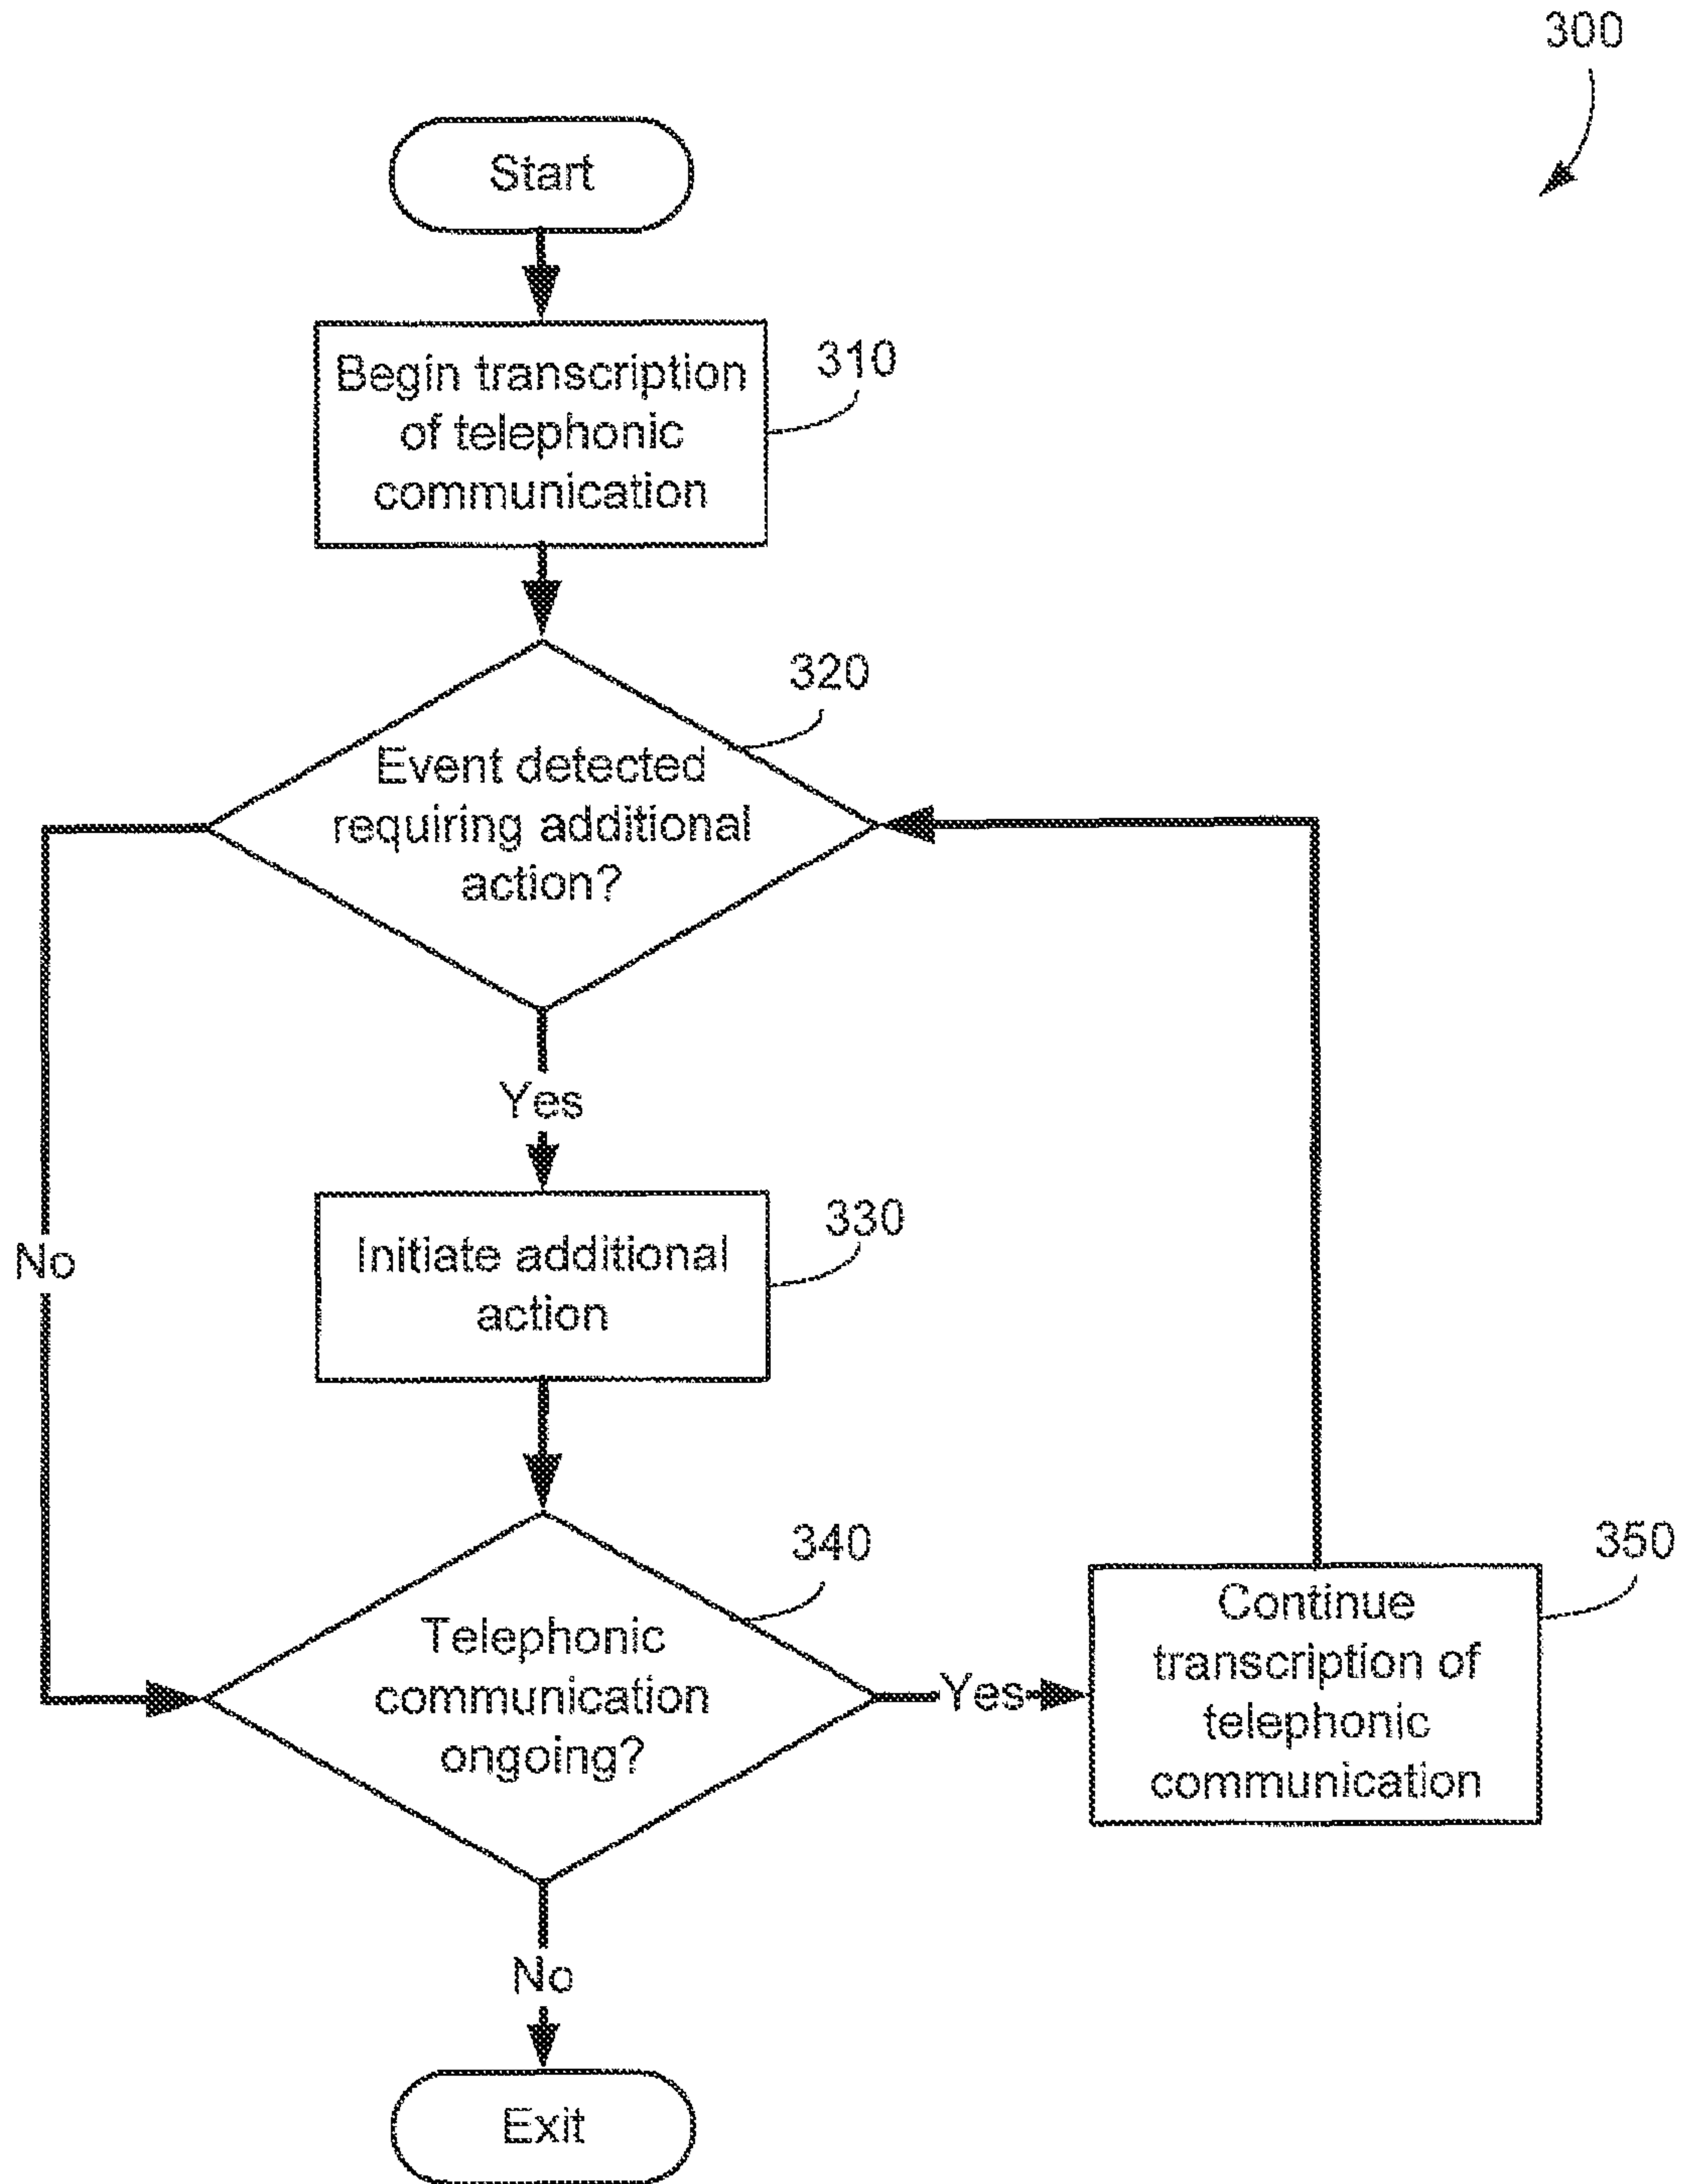 300
Start
Begin transcription
of telephonic
communication
310
320
Event detected
requiring additional
action?
Yes
No
330
Initiate additional
action
340
Telephonic
communication
ongoing?
Yes
350
Continue
transcription of
telephonic
communication
No
Exit